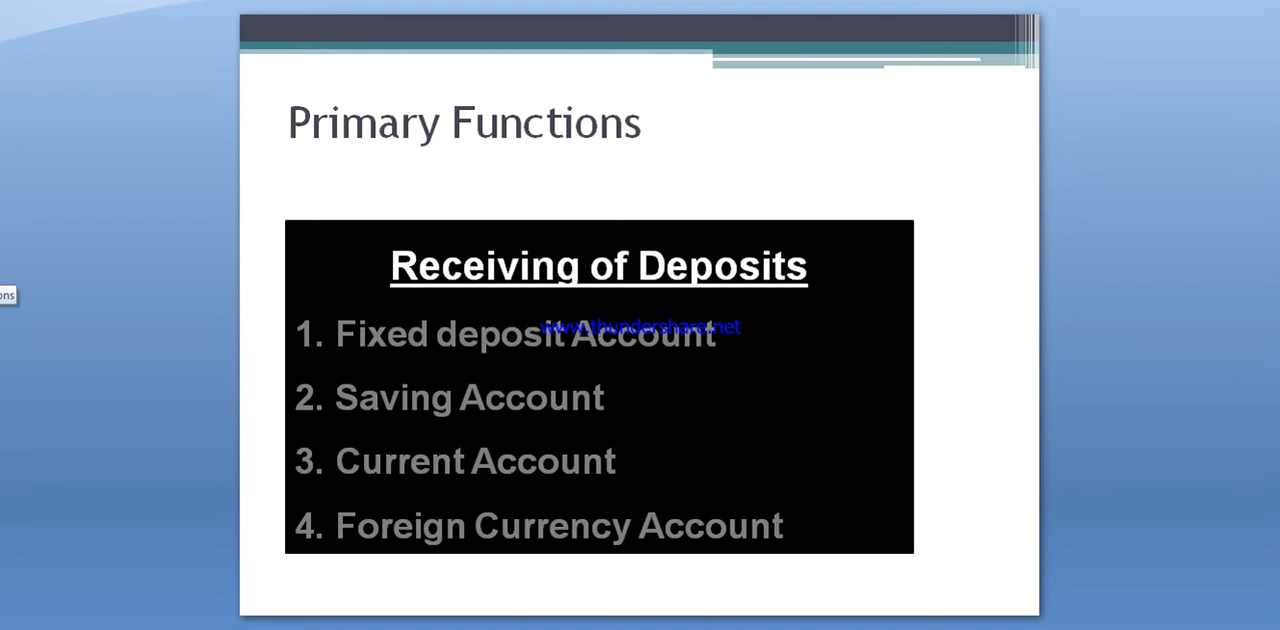 Primary Functions
Receiving of Deposits
1. Fixed deposit Account
www.thundershare.net
2. Saving Account
3. Current Account
4. Foreign Currency Account
ons